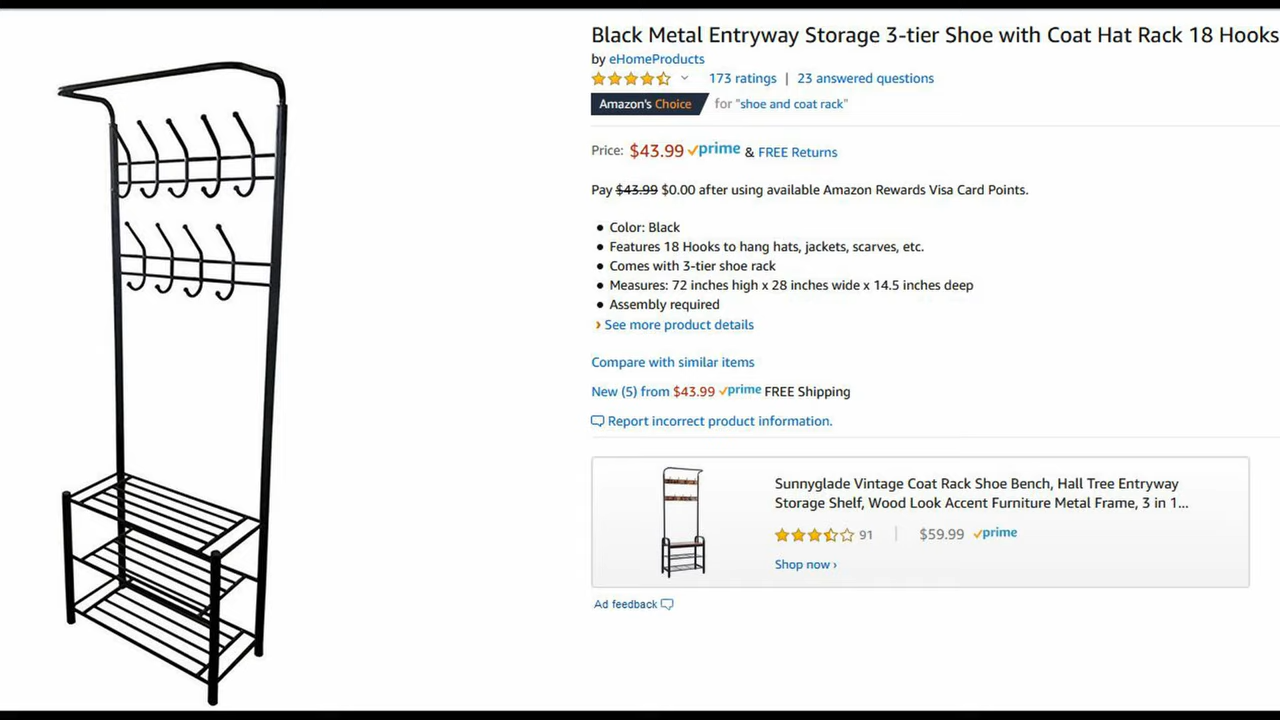 Black Metal Entryway Storage 3-tier Shoe with Coat Hat Rack 18 Hooks
by eHomeProducts
173 ratings | 23 answered questions
Amazon's Choice for "shoe and coat rack"
Price: $43.99 prime & FREE Returns
Pay $43.99 $0.00 after using available Amazon Rewards Visa Card Points.
Color: Black
Features 18 Hooks to hang hats, jackets, scarves, etc.
Comes with 3-tier shoe rack
Measures: 72 inches high x 28 inches wide x 14.5 inches deep
Assembly required
› See more product details
Compare with similar items
New (5) from $43.99 prime FREE Shipping
Report incorrect product information.
Sunnyglade Vintage Coat Rack Shoe Bench, Hall Tree Entryway
Storage Shelf, Wood Look Accent Furniture Metal Frame, 3 in 1...
91 | $59.99 prime
Shop now ›
Ad feedback